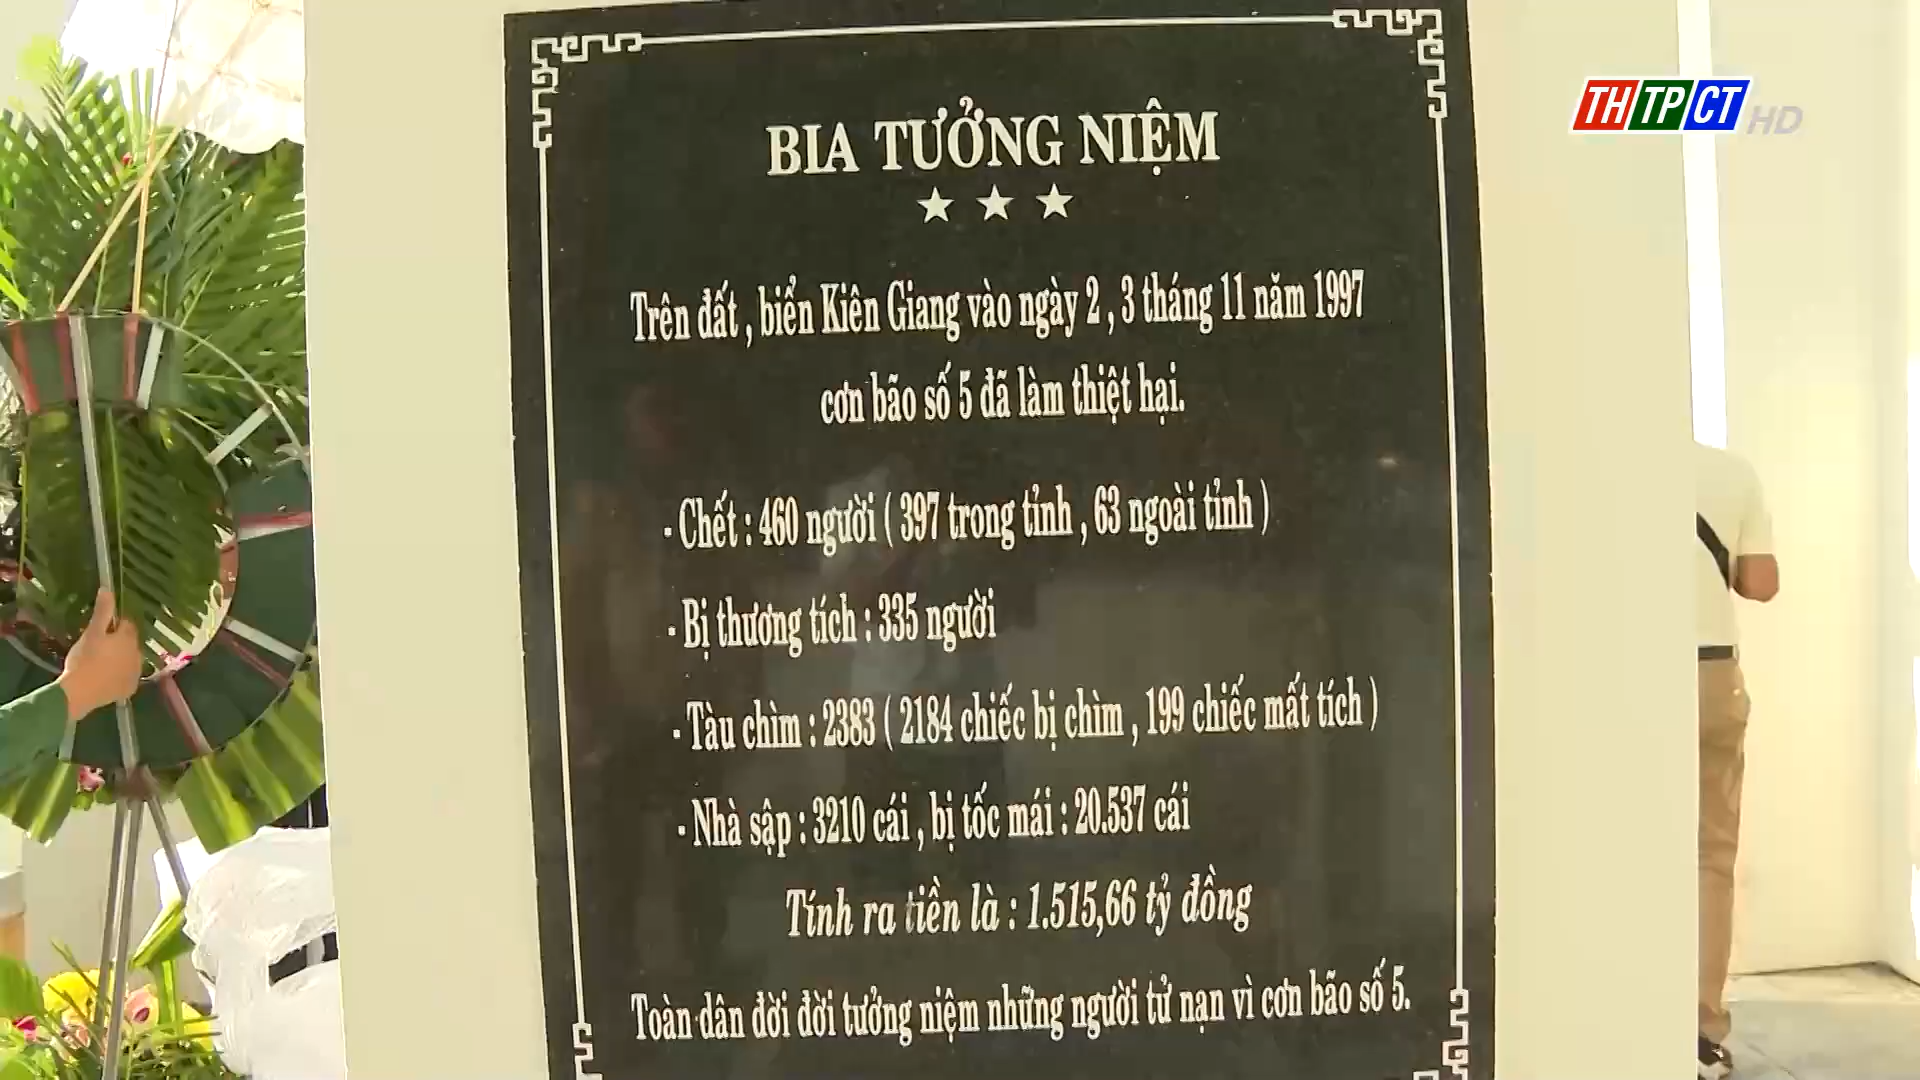 THTPCT HD
BIA TƯỞNG NIỆM
Trên đất , biển Kiên Giang vào ngày 2 , 3 tháng 11 năm 1997
cơn bão số 5 đã làm thiệt hại.
- Chết : 460 người ( 397 trong tỉnh , 63 ngoài tỉnh )
- Bị thương tích : 335 người
- Tàu chìm : 2383 ( 2184 chiếc bị chìm , 199 chiếc mất tích )
- Nhà sập : 3210 cái , bị tốc mái : 20.537 cái
Tính ra tiền là : 1.515,66 tỷ đồng
Toàn dân đời đời tưởng niệm những người tử nạn vì cơn bão số 5.